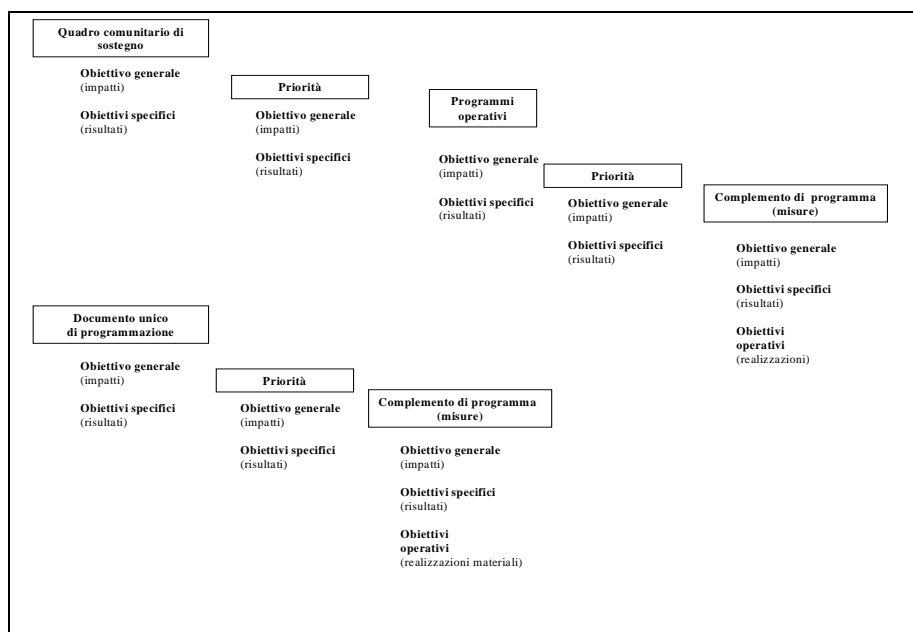 Quadro comunitario di
sostegno
Obiettivo generale
(impatti)
Obiettivi specifici
(risultati)
Priorità
Obiettivo generale
(impatti)
Obiettivi specifici
(risultati)
Programmi
operativi
Obiettivo generale
(impatti)
Obiettivi specifici
(risultati)
Priorità
Obiettivo generale
(impatti)
Obiettivi specifici
(risultati)
Complemento di programma
(misure)
Obiettivo generale
(impatti)
Obiettivi specifici
(risultati)
Obiettivi
operativi
(realizzazioni)
Documento unico
di programmazione
Obiettivo generale
(impatti)
Obiettivi specifici
(risultati)
Priorità
Obiettivo generale
(impatti)
Obiettivi specifici
(risultati)
Complemento di programma
(misure)
Obiettivo generale
(impatti)
Obiettivi specifici
(risultati)
Obiettivi
operativi
(realizzazioni materiali)